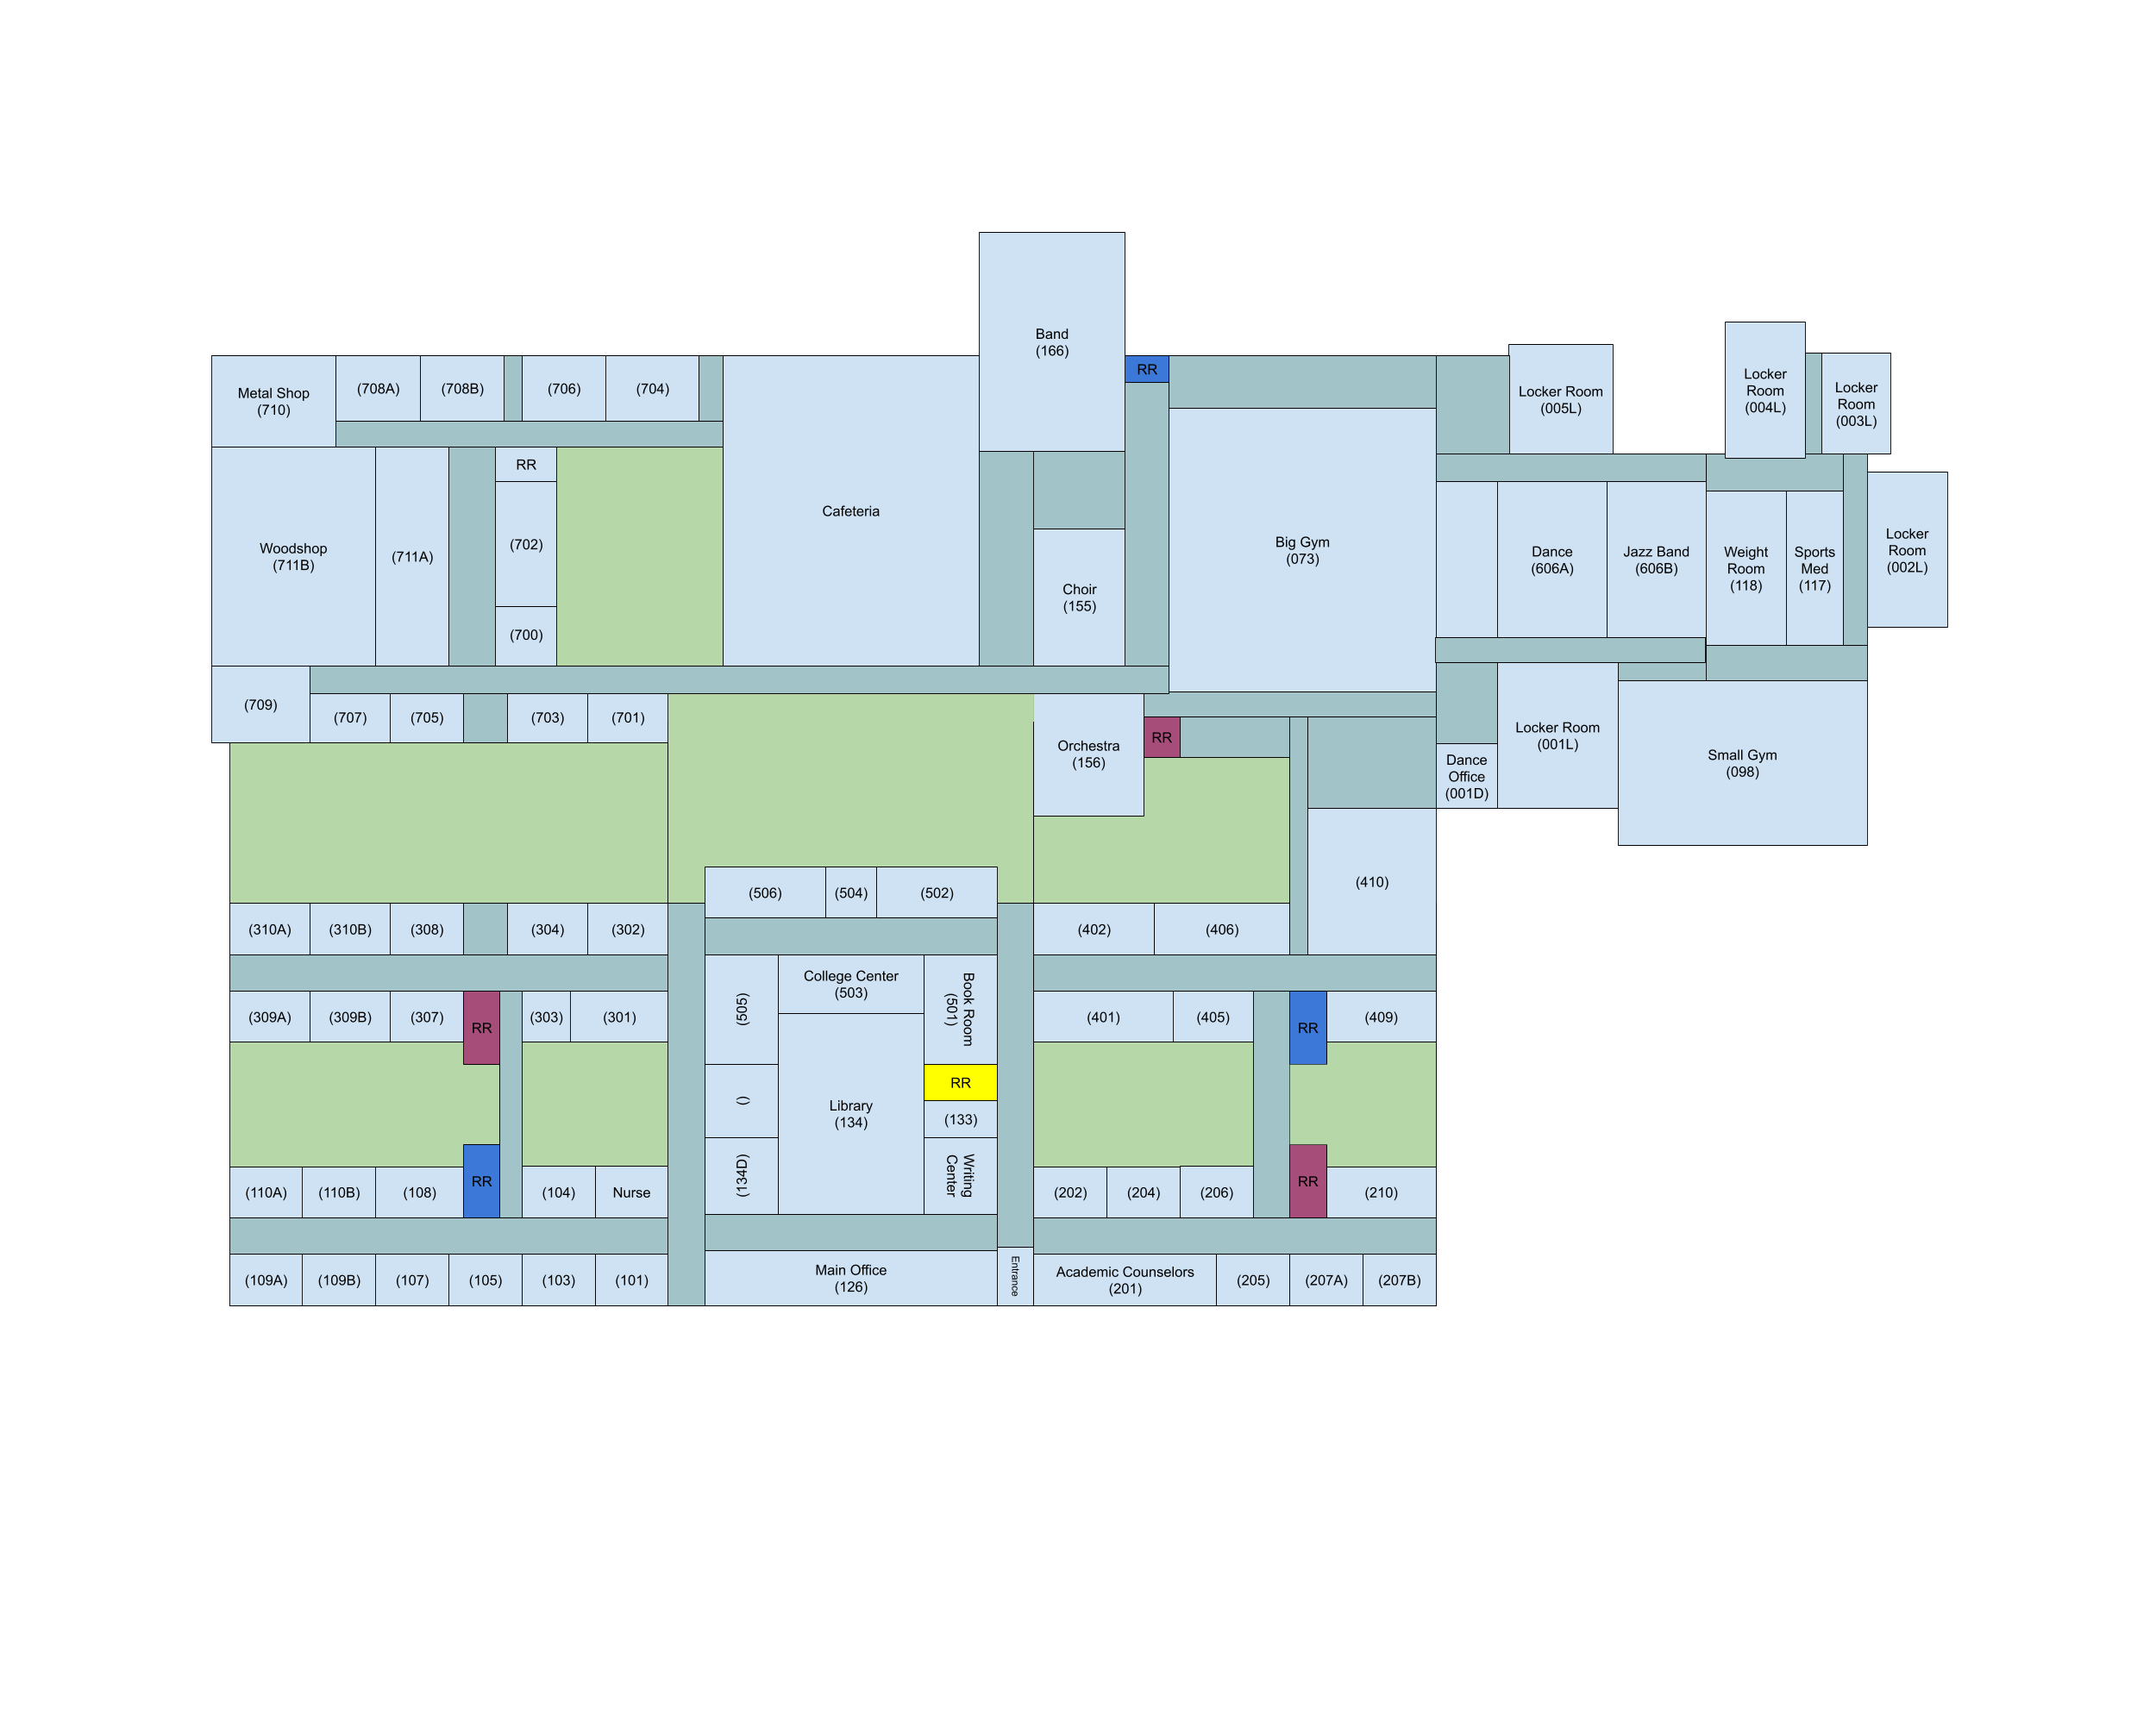 Band
(166)
RR
Metal Shop
(710)
(708A)
(708B)
(706)
(704)
Locker Room
(005L)
Locker
Room
(004L)
Locker
Room
(003L)
RR
Cafeteria
Woodshop
(711B)
(711A)
(702)
(700)
Choir
(155)
Big Gym
(073)
Dance
(606A)
Jazz Band
(606B)
Weight
Room
(118)
Sports
Med
(117)
Locker
Room
(002L)
(709)
(707)
(705)
(703)
(701)
Orchestra
(156)
RR
Dance
Office
(001D)
Locker Room
(001L)
Small Gym
(098)
(506)
(504)
(502)
(410)
(310A)
(310B)
(308)
(304)
(302)
(402)
(406)
(505)
College Center
(503)
Book Room
(501)
(309A)
(309B)
(307)
RR
(303)
(301)
(401)
(405)
RR
(409)
()
Library
(134)
RR
(133)
(134D)
Writing
Center
(110A)
(110B)
(108)
RR
(104)
Nurse
(202)
(204)
(206)
RR
(210)
(109A)
(109B)
(107)
(105)
(103)
(101)
Main Office
(126)
Entrance
Academic Counselors
(201)
(205)
(207A)
(207B)